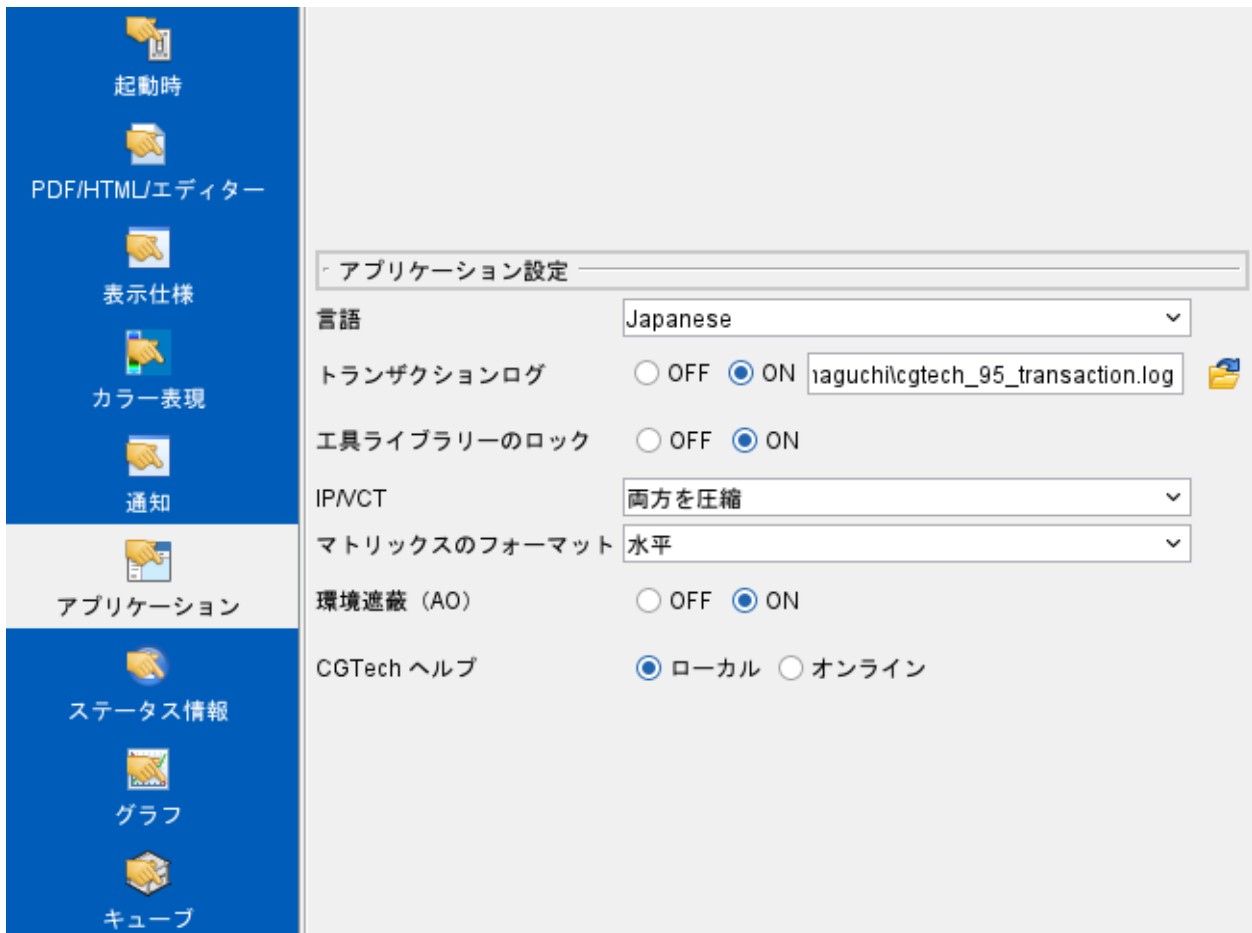 起動時
PDF/HTML/エディター
表示仕様
カラー表現
通知
アプリケーション
ステータス情報
グラフ
キューブ
アプリケーション設定
言語 Japanese
トランザクションログ OFF ON naguchi\cgtech_95_transaction.log
工具ライブラリーのロック OFF ON
IP/VCT 両方を圧縮
マトリックスのフォーマット 水平
環境遮蔽（AO） OFF ON
CGTech ヘルプ ローカル オンライン